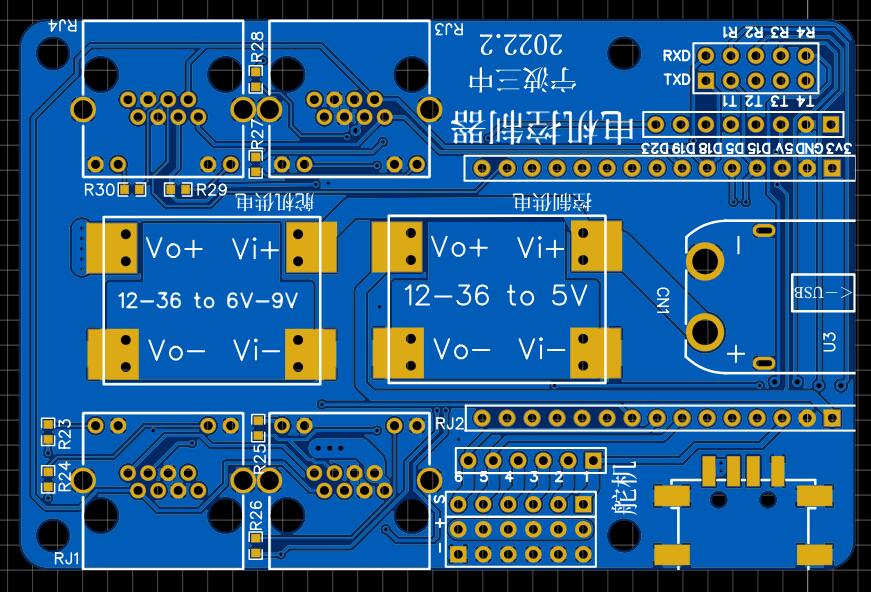 RJ4
R28
RJ3
2022.2
宁波三中
电机控制器
R1 R2 R3 R4
RXD
TXD
T1 T2 T3 T4
R27
3v3 GND 5V D15 D5 D18 D19 D23
R30
R29
舵机供电
控制供电
Vo+ Vi+
12-36 to 6V-9V
Vo- Vi-
Vo+ Vi+
12-36 to 5V
Vo- Vi-
CN1
-
+
<-USB
U3
R23
R24
R25
R26
RJ2
6 5 4 3 2 1
舵机
S
+
-
RJ1